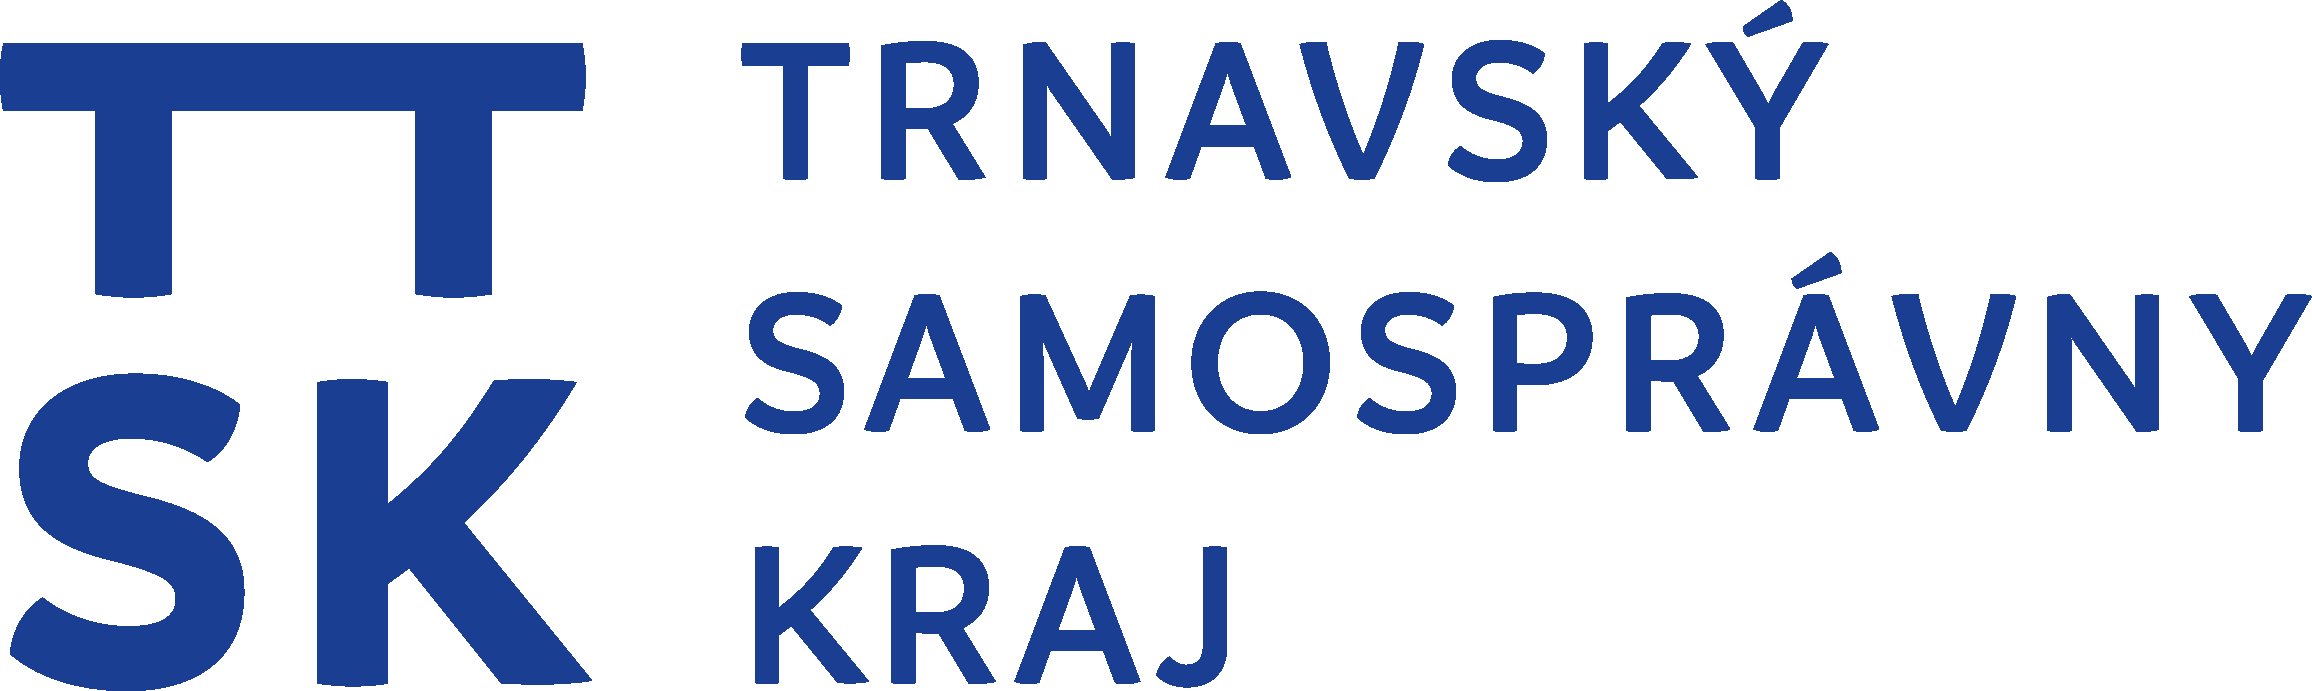 TT
SK
TRNAVSKÝ
SAMOSPRÁVNY
KRAJ